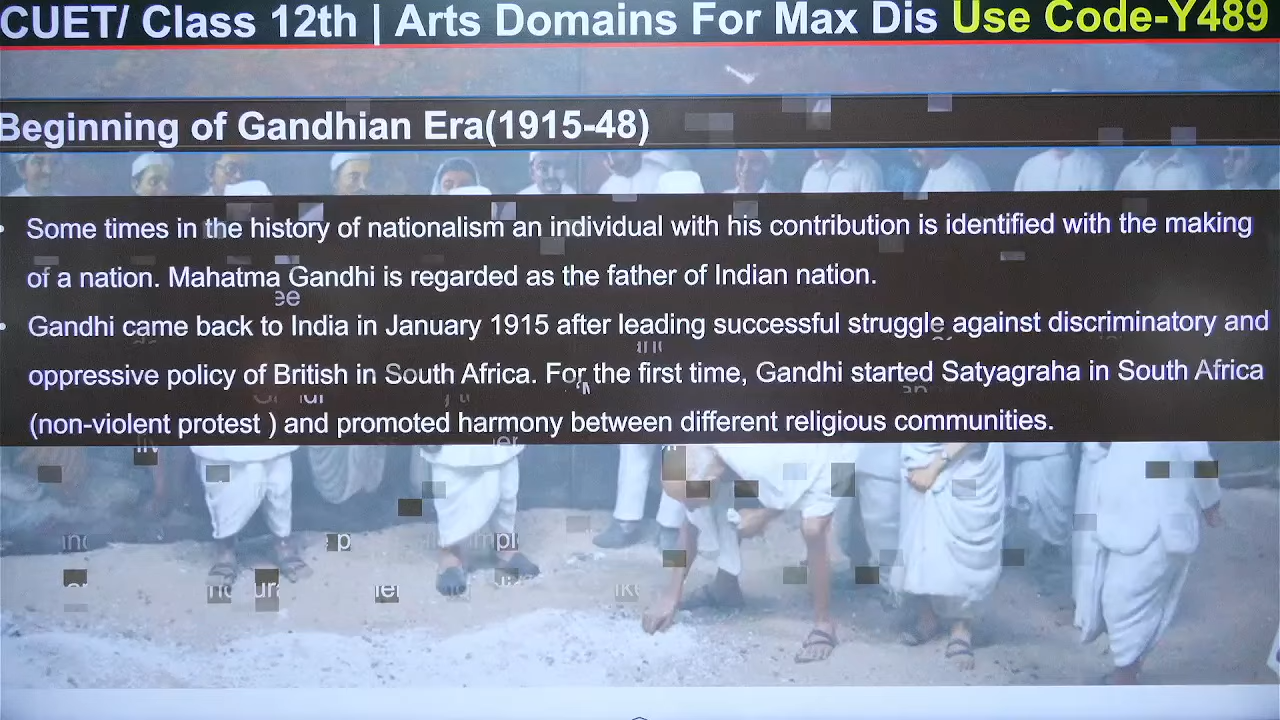 CUET/ Class 12th | Arts Domains For Max Dis Use Code-Y489
Beginning of Gandhian Era(1915-48)
• Some times in the history of nationalism an individual with his contribution is identified with the making
of a nation. Mahatma Gandhi is regarded as the father of Indian nation.
• Gandhi came back to India in January 1915 after leading successful struggle against discriminatory and
oppressive policy of British in South Africa. For the first time, Gandhi started Satyagraha in South Africa
(non-violent protest ) and promoted harmony between different religious communities.